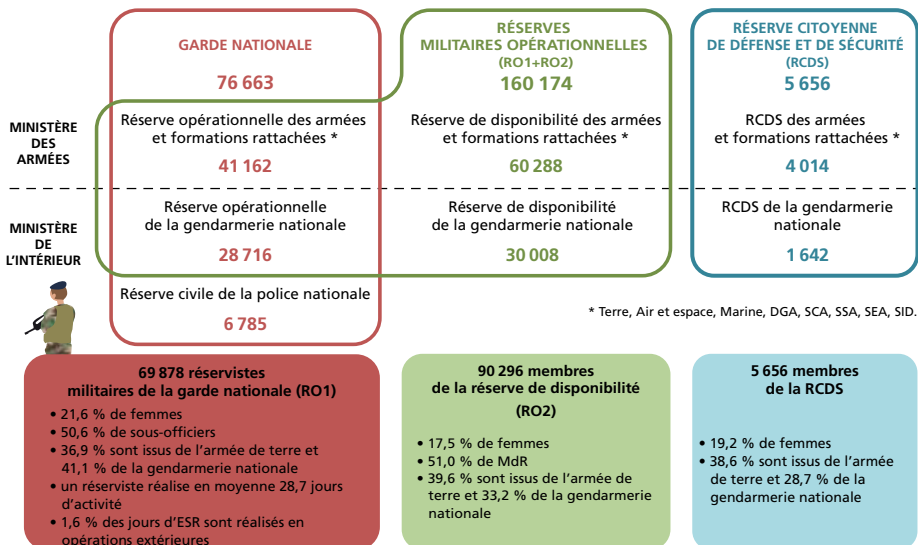 GARDE NATIONALE
76 663
RÉSERVES
MILITAIRES OPÉRATIONNELLES
(RO1+RO2)
160 174
RÉSERVE CITOYENNE
DE DÉFENSE ET DE SÉCURITÉ
(RCDS)
5 656
MINISTÈRE
DES
ARMÉES
Réserve opérationnelle des armées
et formations rattachées *
41 162
Réserve de disponibilité des armées
et formations rattachées *
60 288
RCDS des armées
et formations rattachées *
4 014
MINISTÈRE
DE
L'INTÉRIEUR
Réserve opérationnelle
de la gendarmerie nationale
28 716
Réserve de disponibilité
de la gendarmerie nationale
30 008
RCDS de la gendarmerie
nationale
1 642
Réserve civile de la police nationale
6 785
* Terre, Air et espace, Marine, DGA, SCA, SSA, SEA, SID.
69 878 réservistes
militaires de la garde nationale (RO1)
• 21,6 % de femmes
• 50,6 % de sous-officiers
• 36,9 % sont issus de l'armée de terre et
41,1 % de la gendarmerie nationale
• un réserviste réalise en moyenne 28,7 jours
d'activité
• 1,6 % des jours d'ESR sont réalisés en
opérations extérieures
90 296 membres
de la réserve de disponibilité
(RO2)
• 17,5 % de femmes
• 51,0 % de MdR
• 39,6 % sont issus de l'armée de
terre et 33,2 % de la gendarmerie
nationale
5 656 membres
de la RCDS
• 19,2 % de femmes
• 38,6 % sont issus de l'armée
de terre et 28,7 % de la
gendarmerie nationale